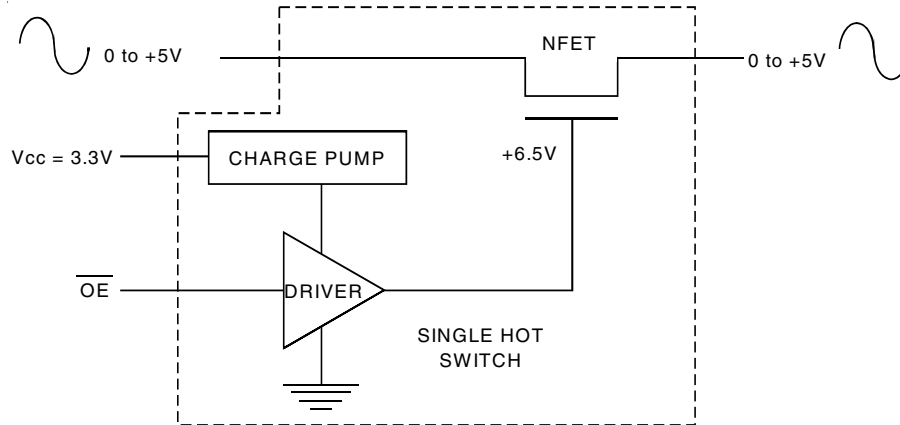 NFET
0 to +5V
0 to +5V
Vcc = 3.3V
CHARGE PUMP
+6.5V
OE
DRIVER
SINGLE HOT
SWITCH